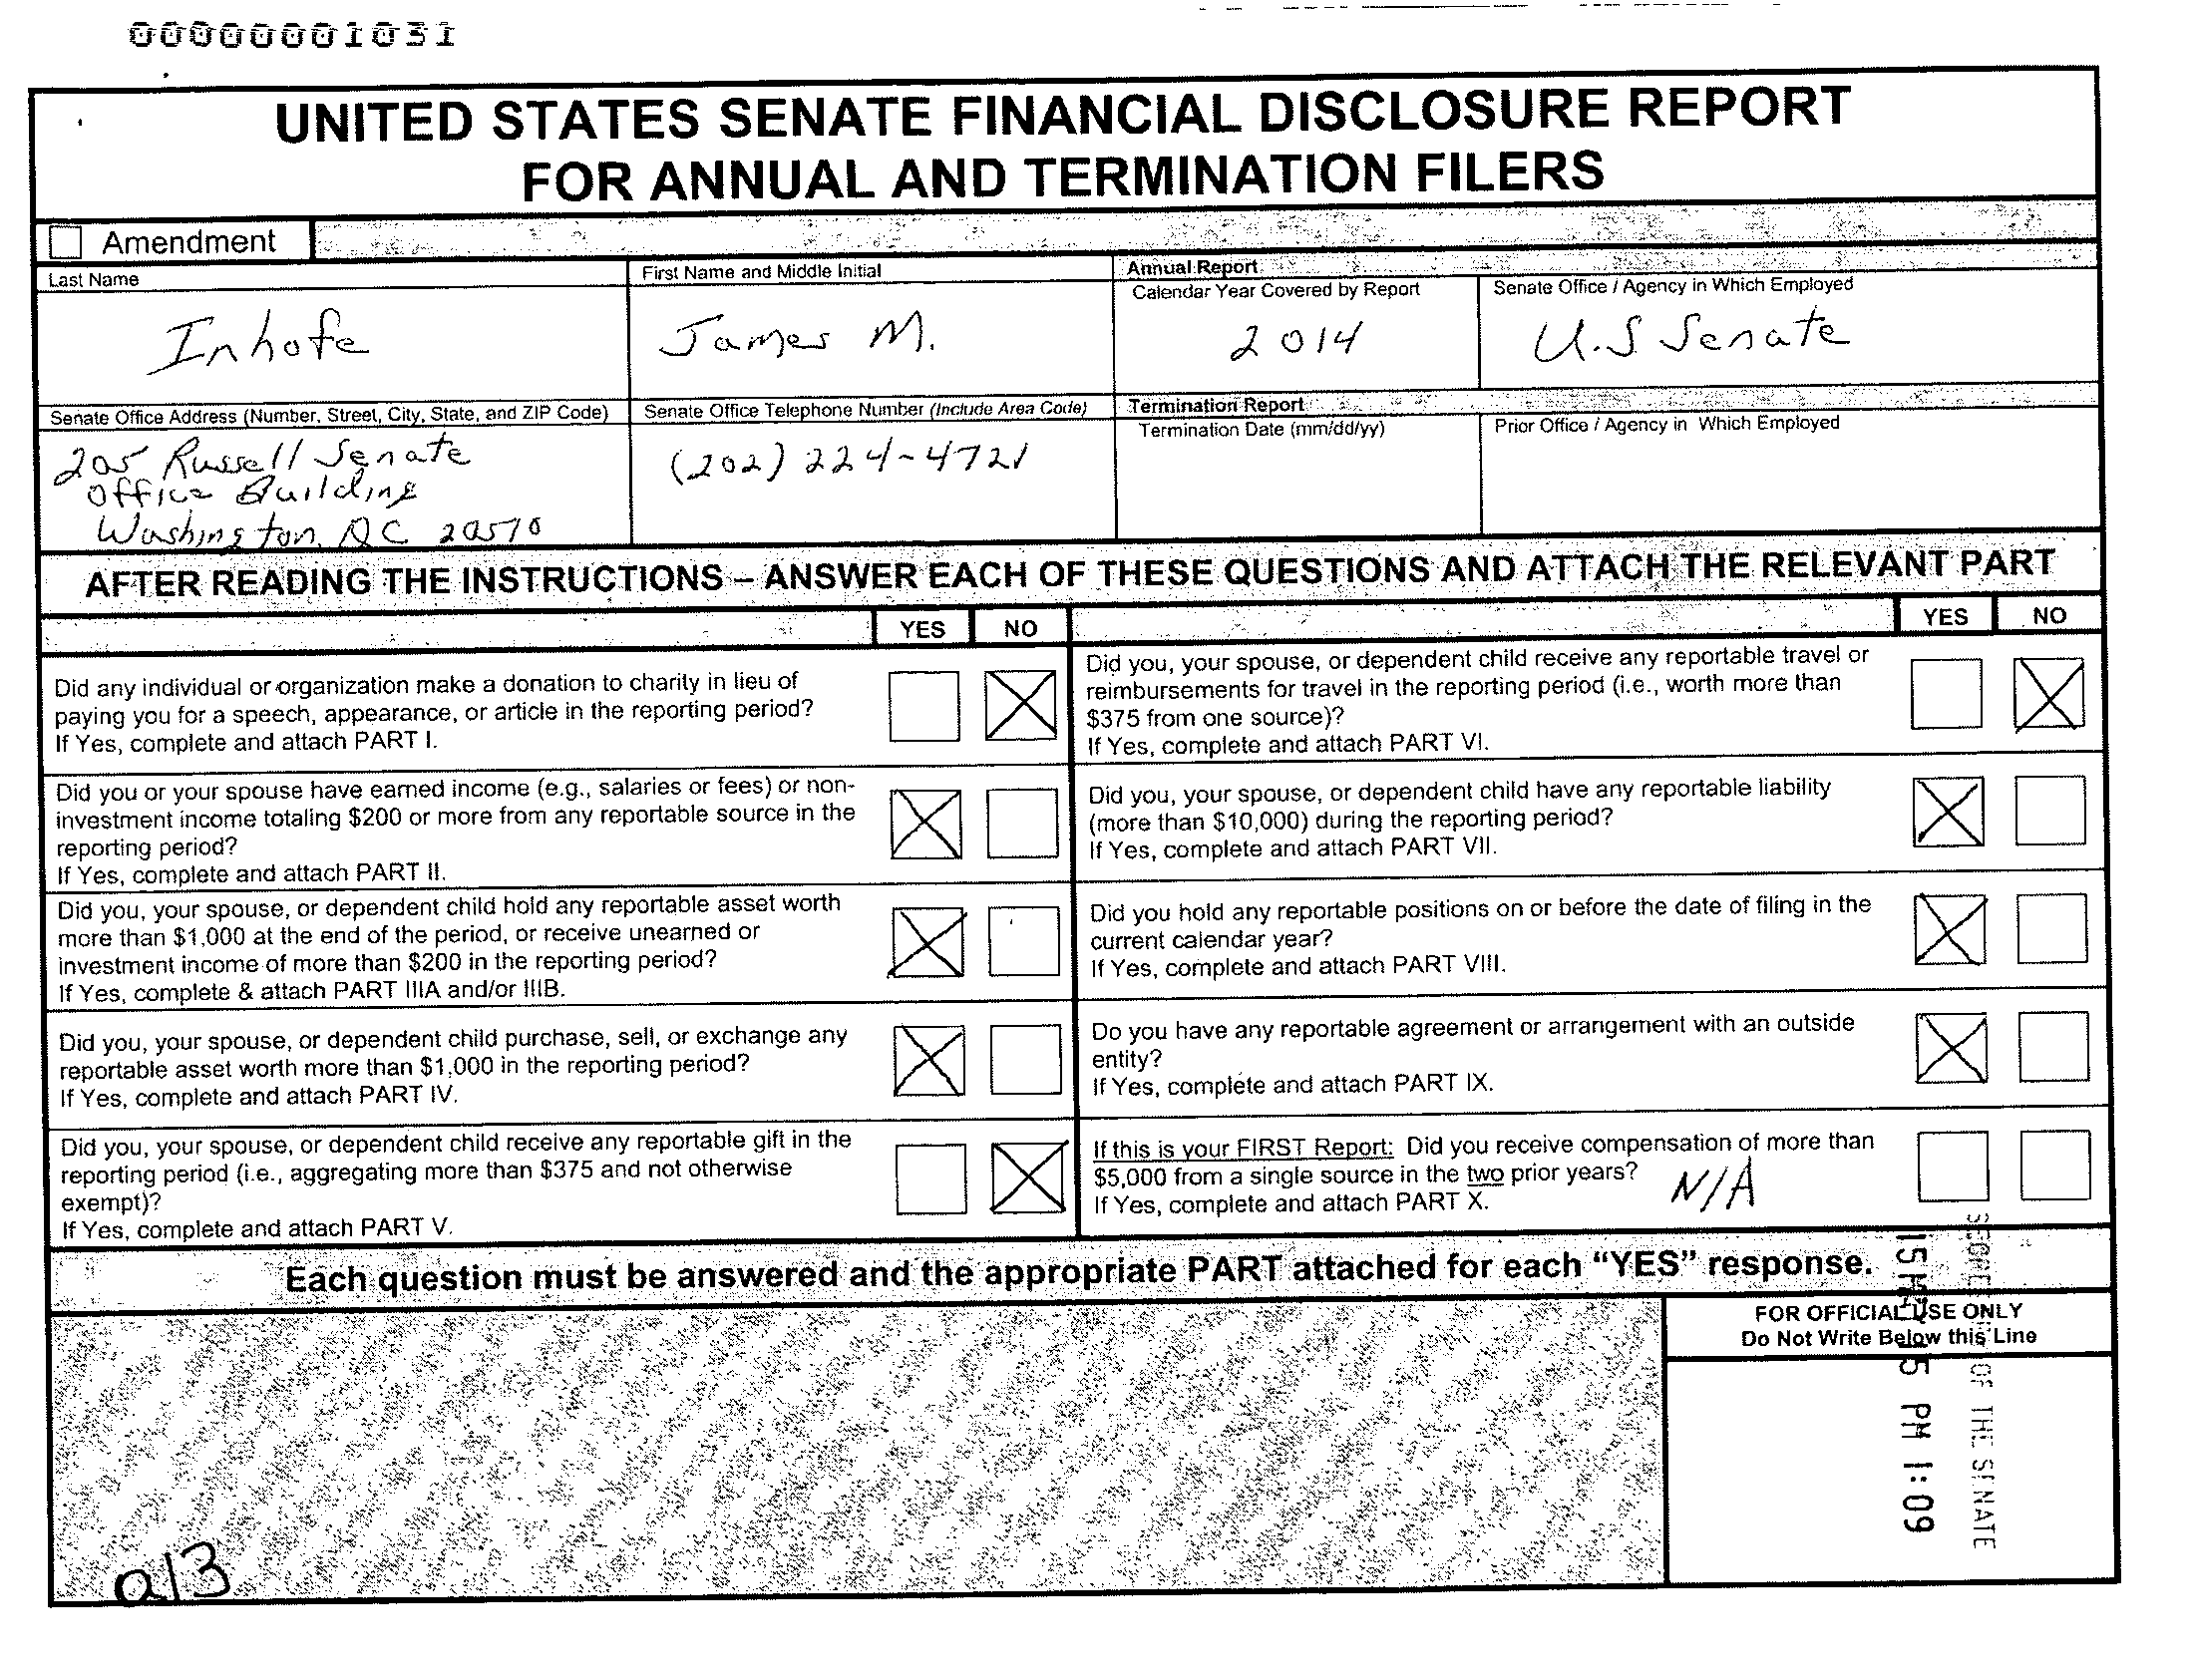 00000001031
UNITED STATES SENATE FINANCIAL DISCLOSURE REPORT
FOR ANNUAL AND TERMINATION FILERS
Amendment
Last Name
First Name and Middle Initial
Annual Report
Calendar Year Covered by Report
Senate Office / Agency in Which Employed
Inhofe
James M.
2014
U.S Senate
Senate Office Address (Number, Street, City, State, and ZIP Code)
Senate Office Telephone Number (Include Area Code)
Termination Report
Termination Date (mm/dd/yy)
Prior Office / Agency in Which Employed
205 Russell Senate
Office Building
Washington, DC 20510
(202) 224-4721
AFTER READING THE INSTRUCTIONS – ANSWER EACH OF THESE QUESTIONS AND ATTACH THE RELEVANT PART
YES NO
Did any individual or organization make a donation to charity in lieu of
paying you for a speech, appearance, or article in the reporting period?
If Yes, complete and attach PART I.
Did you or your spouse have earned income (e.g., salaries or fees) or non-
investment income totaling $200 or more from any reportable source in the
reporting period?
If Yes, complete and attach PART II.
Did you, your spouse, or dependent child hold any reportable asset worth
more than $1,000 at the end of the period, or receive unearned or
investment income of more than $200 in the reporting period?
If Yes, complete & attach PART IIIA and/or IIIB.
Did you, your spouse, or dependent child purchase, sell, or exchange any
reportable asset worth more than $1,000 in the reporting period?
If Yes, complete and attach PART IV.
Did you, your spouse, or dependent child receive any reportable gift in the
reporting period (i.e., aggregating more than $375 and not otherwise
exempt)?
If Yes, complete and attach PART V.
YES NO
Did you, your spouse, or dependent child receive any reportable travel or
reimbursements for travel in the reporting period (i.e., worth more than
$375 from one source)?
If Yes, complete and attach PART VI.
Did you, your spouse, or dependent child have any reportable liability
(more than $10,000) during the reporting period?
If Yes, complete and attach PART VII.
Did you hold any reportable positions on or before the date of filing in the
current calendar year?
If Yes, complete and attach PART VIII.
Do you have any reportable agreement or arrangement with an outside
entity?
If Yes, complete and attach PART IX.
If this is your FIRST Report: Did you receive compensation of more than
$5,000 from a single source in the two prior years?
If Yes, complete and attach PART X.
N/A
Each question must be answered and the appropriate PART attached for each “YES” response.
FOR OFFICIAL USE ONLY
Do Not Write Below this Line
PM 1:09
OF THE SENATE